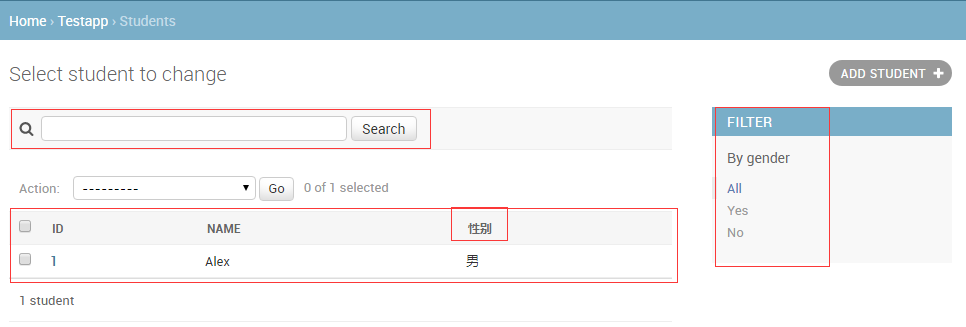 Home › Testapp › Students
Select student to change
ADD STUDENT +
Search
Action: --------- Go 0 of 1 selected
ID NAME 性别
1 Alex 男
1 student
FILTER
By gender
All
Yes
No